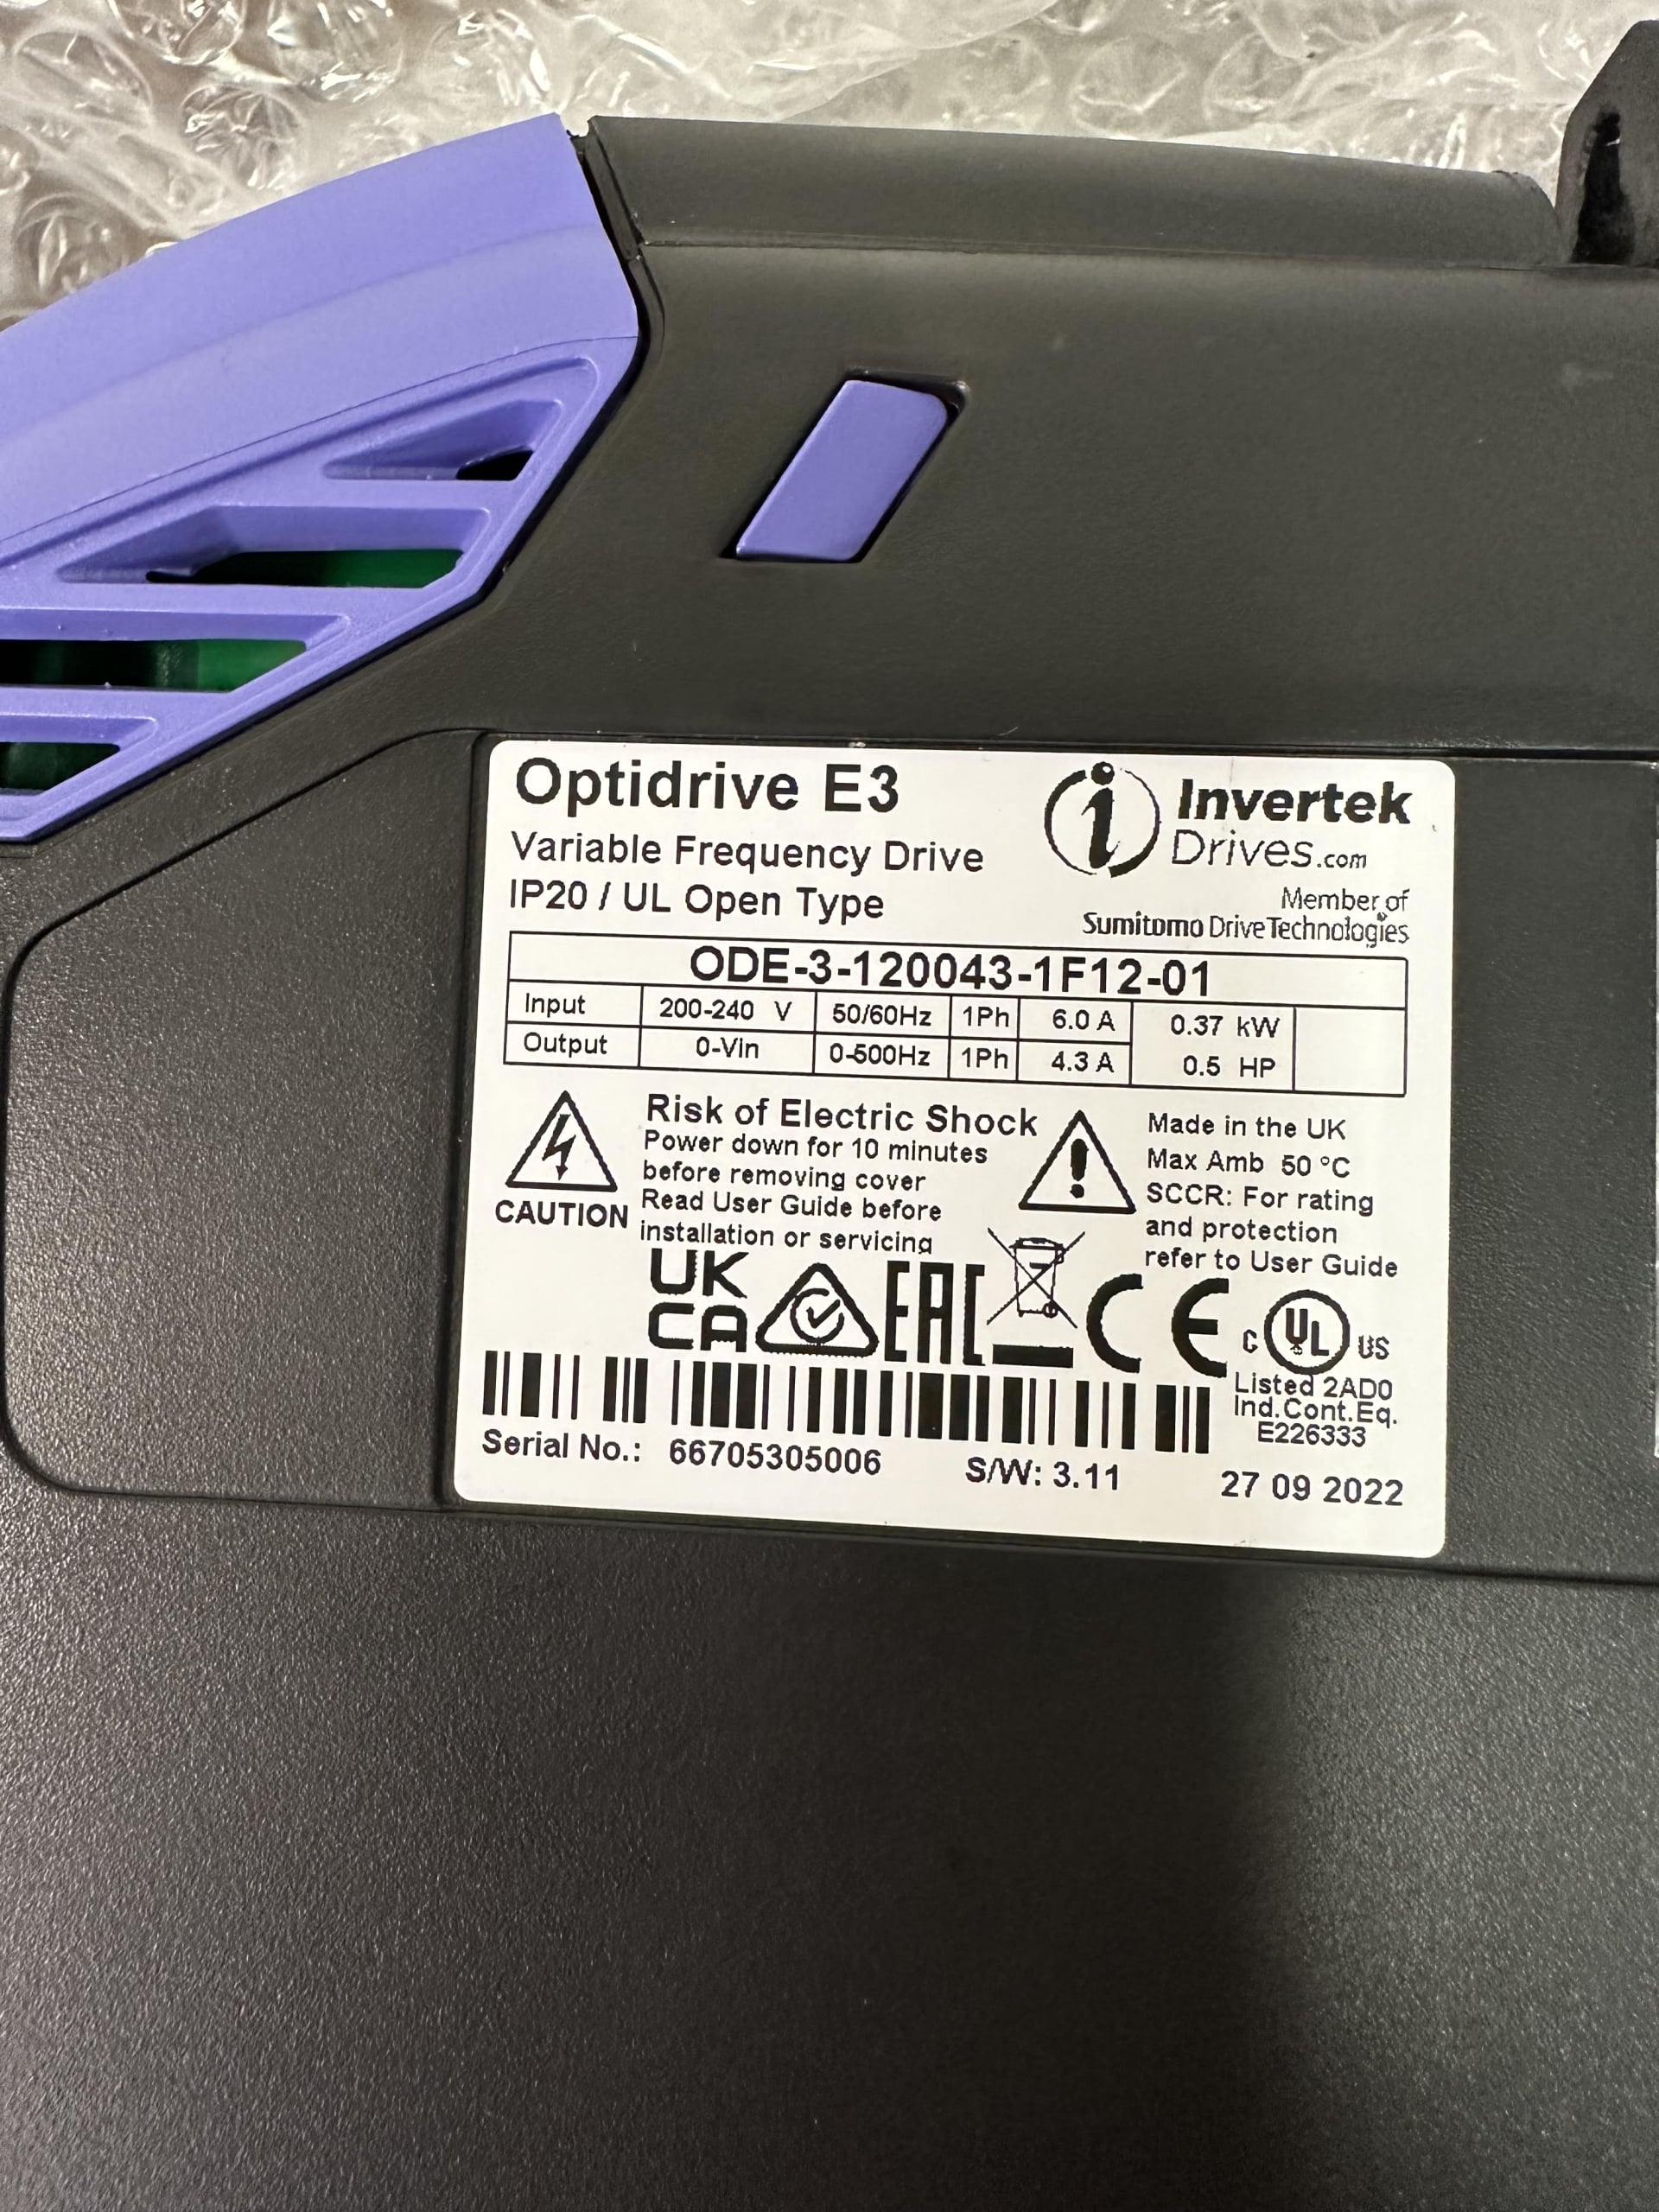 Optidrive E3
Variable Frequency Drive
IP20 / UL Open Type
Invertek
Drives.com
Member of
Sumitomo Drive Technologies
ODE-3-120043-1F12-01
Input 200-240 V 50/60Hz 1Ph 6.0 A 0.37 kW
Output 0-Vin 0-500Hz 1Ph 4.3 A 0.5 HP
CAUTION
Risk of Electric Shock
Power down for 10 minutes
before removing cover
Read User Guide before
installation or servicing
Made in the UK
Max Amb 50 °C
SCCR: For rating
and protection
refer to User Guide
UK
CA
EAC
CE
C UL US
Listed 2AD0
Ind.Cont.Eq.
E226333
Serial No.: 66705305006 S/W: 3.11 27 09 2022